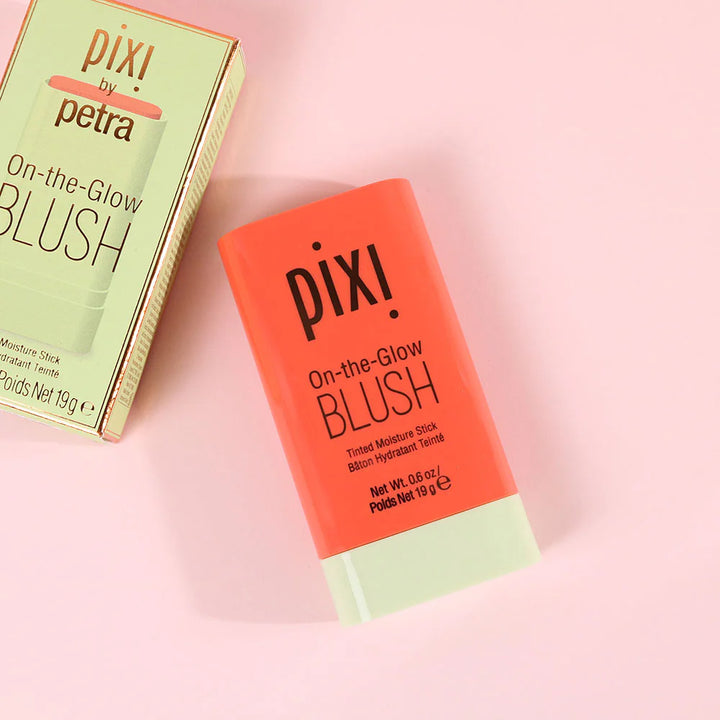 pixi
by
petra
On-the-Glow
BLUSH
Moisture Stick
Hydratant Teinté
Poids Net 19g ℮
pixi
On-the-Glow
BLUSH
Tinted Moisture Stick
Bâton Hydratant Teinté
Net Wt. 0.6 oz/
Poids Net 19 g ℮